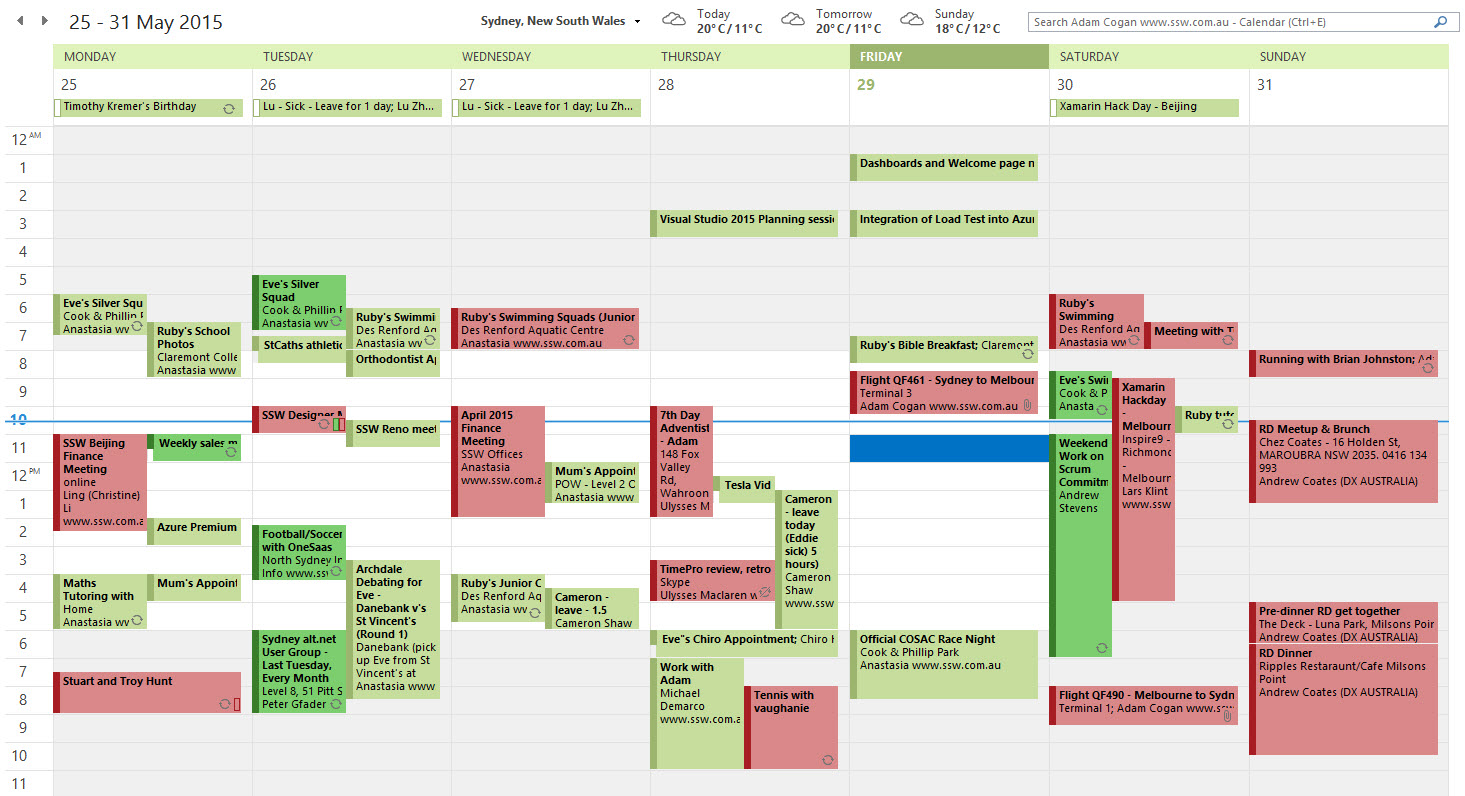 25 - 31 May 2015
Sydney, New South Wales
Today
20°C/11°C
Tomorrow
20°C/11°C
Sunday
18°C/12°C
Search Adam Cogan www.ssw.com.au - Calendar (Ctrl+E)
MONDAY
TUESDAY
WEDNESDAY
THURSDAY
FRIDAY
SATURDAY
SUNDAY
25
26
27
28
29
30
31
Timothy Kremer's Birthday
Lu - Sick - Leave for 1 day; Lu Zh...
Lu - Sick - Leave for 1 day; Lu Zh...
Xamarin Hack Day - Beijing
12 AM
1
2
3
4
5
6
7
8
9
10
11
12 PM
1
2
3
4
5
6
7
8
9
10
11
Eve's Silver Squ
Cook & Phillip
Anastasia wv
Ruby's School
Photos
Claremont Colle
Anastasia www
SSW Beijing
Finance
Meeting
online
Ling (Christine)
Li
www.ssw.com.a
Weekly sales m
Azure Premium
Maths
Tutoring with
Home
Anastasia wv
Mum's Appoint
Stuart and Troy Hunt
Eve's Silver
Squad
Cook & Phillip
Anastasia wv
Ruby's Swimmi
Des Renford Aq
Anastasia wv
StCaths athletic
Orthodontist Ap
SSW Designer M
SSW Reno meet
Football/Soccer
with OneSaas
North Sydney In
Info www.ssv
Archdale
Debating for
Eve -
Danebank v's
St Vincent's
(Round 1)
Danebank (pick
up Eve from St
Vincent's at
Anastasia www
Sydney alt.net
User Group -
Last Tuesday,
Every Month
Level 8, 51 Pitt S
Peter Gfader
Ruby's Swimming Squads (Junior
Des Renford Aquatic Centre
Anastasia www.ssw.com.au
April 2015
Finance
Meeting
SSW Offices
Anastasia
www.ssw.com.a
Mum's Appoint
POW - Level 2 O
Anastasia www
Ruby's Junior C
Des Renford Aq
Anastasia wv
Cameron -
leave - 1.5
Cameron Shaw
Visual Studio 2015 Planning sessi
7th Day
Adventist
- Adam
148 Fox
Valley
Rd,
Wahroon
Ulysses M
Tesla Vid
Cameron
- leave
today
(Eddie
sick) 5
hours)
Cameron
Shaw
www.ssw
TimePro review, retro
Skype
Ulysses Maclaren w
Eve"s Chiro Appointment; Chiro H
Work with
Adam
Michael
Demarco
www.ssw.com.a
Tennis with
vaughanie
Dashboards and Welcome page n
Integration of Load Test into Azur
Ruby's Bible Breakfast; Claremont
Flight QF461 - Sydney to Melbour
Terminal 3
Adam Cogan www.ssw.com.au
Official COSAC Race Night
Cook & Phillip Park
Anastasia www.ssw.com.au
Ruby's
Swimming
Des Renford Aq
Anastasia wv
Meeting with T
Eve's Swi
Cook & P
Anasta
Xamarin
Hackday
-
Melbourn
Inspire9 -
Richmond
-
Melbourn
Lars Klint
www.ssw
Ruby tuto
Weekend
Work on
Scrum
Commitm
Andrew
Stevens
Flight QF490 - Melbourne to Sydn
Terminal 1; Adam Cogan www.ssw
Running with Brian Johnston;
RD Meetup & Brunch
Chez Coates - 16 Holden St,
MAROUBRA NSW 2035. 0416 134
993
Andrew Coates (DX AUSTRALIA)
Pre-dinner RD get together
The Deck - Luna Park, Milsons Poir
Andrew Coates (DX AUSTRALIA)
RD Dinner
Ripples Restaraunt/Cafe Milsons
Point
Andrew Coates (DX AUSTRALIA)